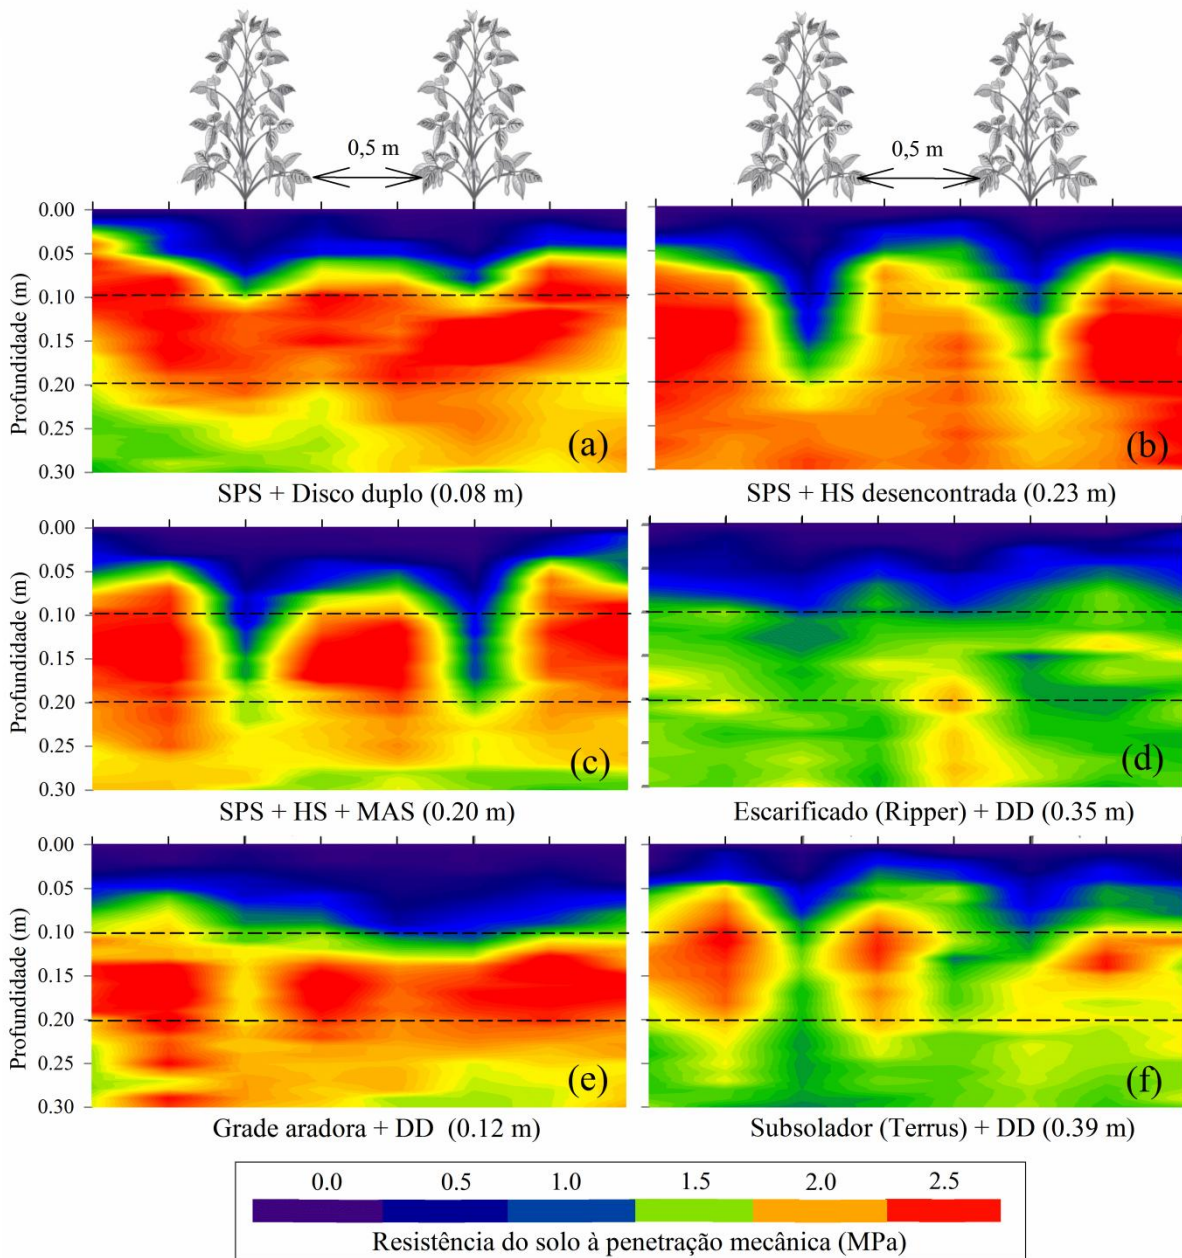 0,5 m
0,5 m
Profundidade (m)
0.00
0.05
0.10
0.15
0.20
0.25
0.30
(a)
(b)
SPS + Disco duplo (0.08 m)
SPS + HS desencontrada (0.23 m)
Profundidade (m)
0.00
0.05
0.10
0.15
0.20
0.25
0.30
(c)
(d)
SPS + HS + MAS (0.20 m)
Escarificado (Ripper) + DD (0.35 m)
Profundidade (m)
0.00
0.05
0.10
0.15
0.20
0.25
0.30
(e)
(f)
Grade aradora + DD (0.12 m)
Subsolador (Terrus) + DD (0.39 m)
0.0 0.5 1.0 1.5 2.0 2.5
Resistência do solo à penetração mecânica (MPa)